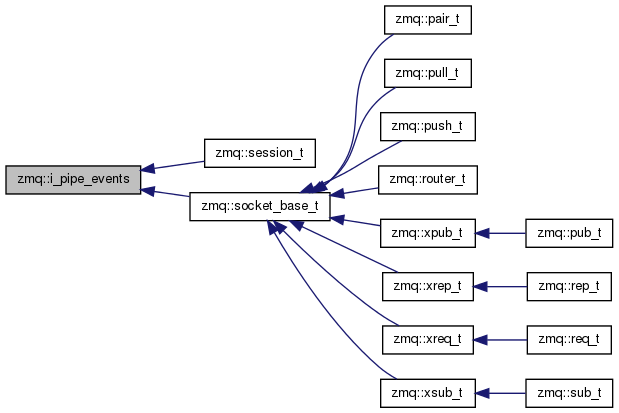 zmq::pair_t
zmq::pull_t
zmq::push_t
zmq::session_t
zmq::i_pipe_events
zmq::router_t
zmq::socket_base_t
zmq::xpub_t
zmq::pub_t
zmq::xrep_t
zmq::rep_t
zmq::xreq_t
zmq::req_t
zmq::xsub_t
zmq::sub_t